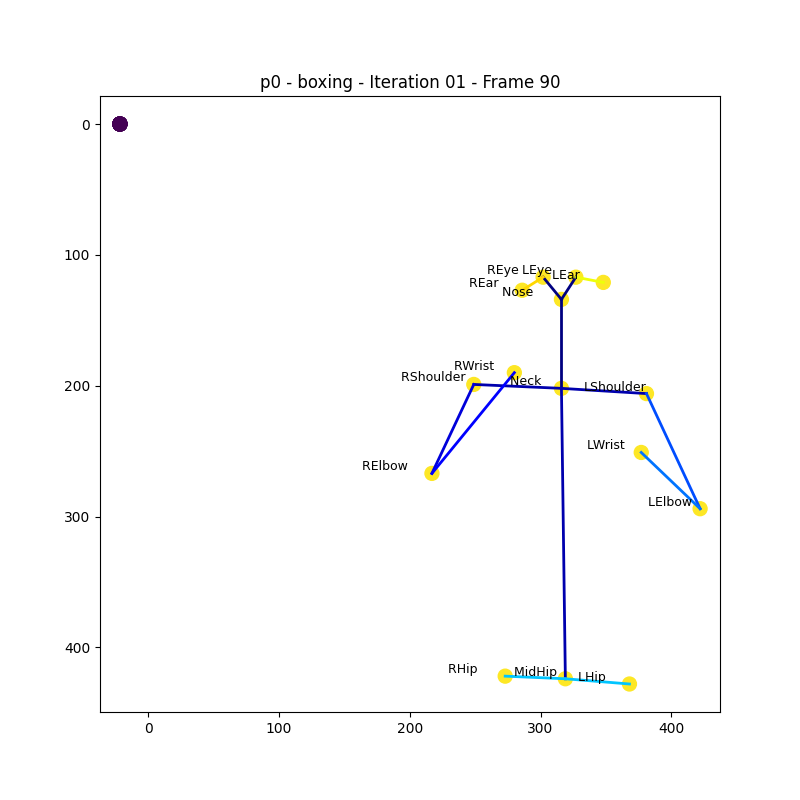 p0 - boxing - Iteration 01 - Frame 90
0
100
REye LEye
LEar
REar
Nose
200
RWrist
RShoulder
Neck
LShoulder
LWrist
RElbow
LElbow
300
400
RHip
MidHip
LHip
0 100 200 300 400